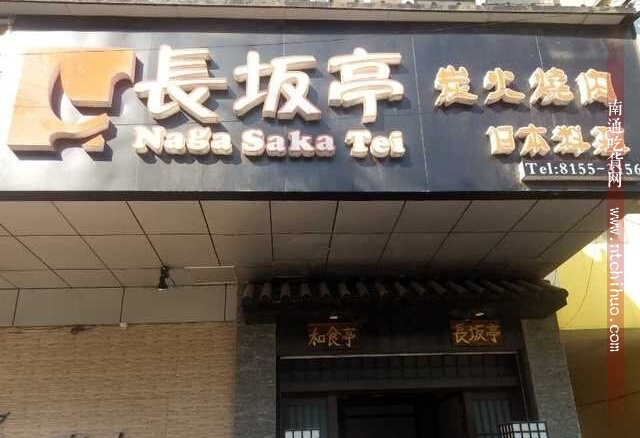 長坂亭
Naga Saka Tei
炭火燒肉
日本料理
Tel:8155-
和食亭
長坂亭
南通吃货网 www.ntchihuo.com